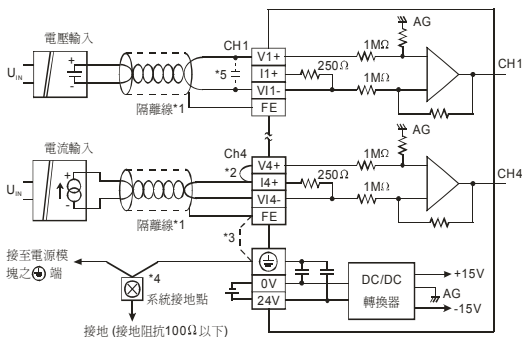 電壓輸入
UIN
+
-
隔離線*1
*5
CH1
V1+
I1+
VI1-
FE
250Ω
1MΩ
1MΩ
AG
CH1
電流輸入
UIN
+
-
隔離線*1
Ch4
*2
V4+
I4+
VI4-
FE
250Ω
1MΩ
1MΩ
AG
CH4
*3
接至電源模
塊之 端
*4
系統接地點
接地 (接地阻抗100Ω以下)
0V
24V
DC/DC
轉換器
+15V
AG
-15V